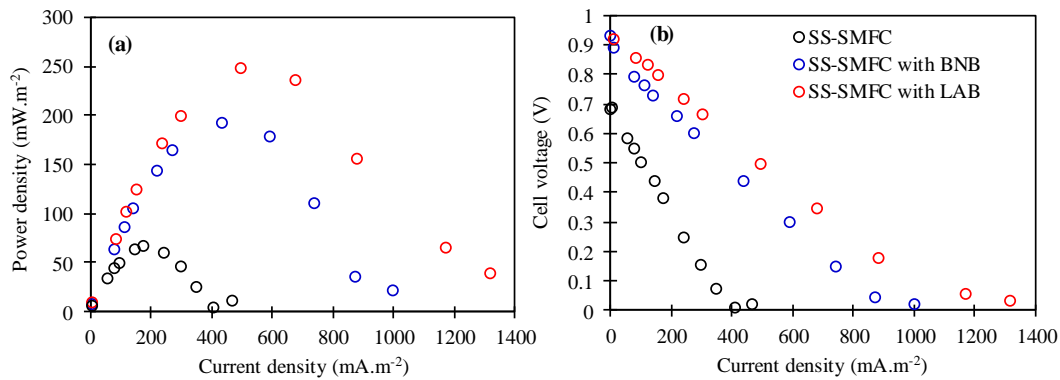 (a)
Power density (mW.m-2)
300
250
200
150
100
50
0
0 200 400 600 800 1000 1200 1400
Current density (mA.m-2)
(b)
SS-SMFC
SS-SMFC with BNB
SS-SMFC with LAB
Cell voltage (V)
1
0.9
0.8
0.7
0.6
0.5
0.4
0.3
0.2
0.1
0
0 200 400 600 800 1000 1200 1400
Current density (mA.m-2)